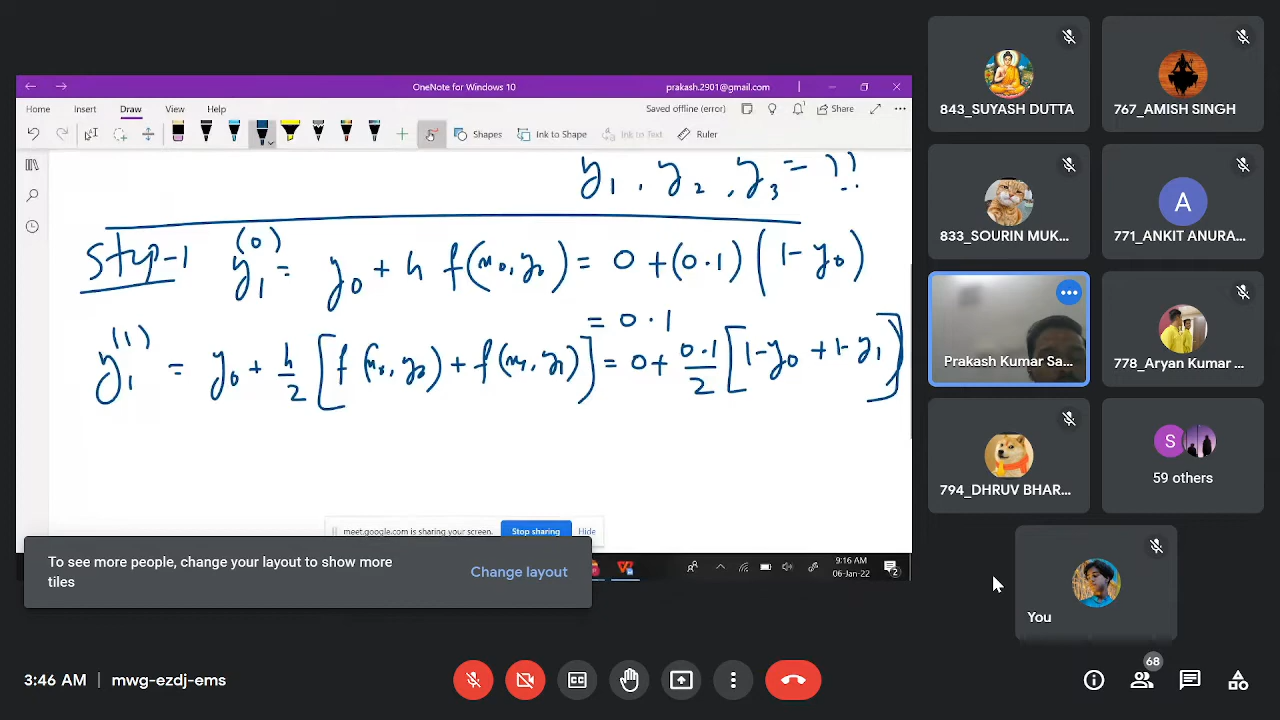 OneNote for Windows 10
prakash.2901@gmail.com
Home Insert Draw View Help
Saved offline (error)
Share
Shapes
Ink to Shape
Ink to Text
Ruler
y₁, y₂, y₃ = ??
Step-1 y₁⁽⁰⁾ = y₀ + h f(x₀, y₀) = 0 + (0.1) (1 - y₀)
= 0.1
y₁⁽¹⁾ = y₀ + h/2 [f(x₀, y₀) + f(x₁, y₁)] = 0 + 0.1/2 [1-y₀ + 1-y₁]
meet.google.com is sharing your screen.
Stop sharing
Hide
To see more people, change your layout to show more
tiles
Change layout
9:16 AM
06-Jan-22
2
843_SUYASH DUTTA
767_AMISH SINGH
833_SOURIN MUK...
A
771_ANKIT ANURA...
Prakash Kumar Sa...
778_Aryan Kumar ...
794_DHRUV BHAR...
S
59 others
You
3:46 AM | mwg-ezdj-ems
68